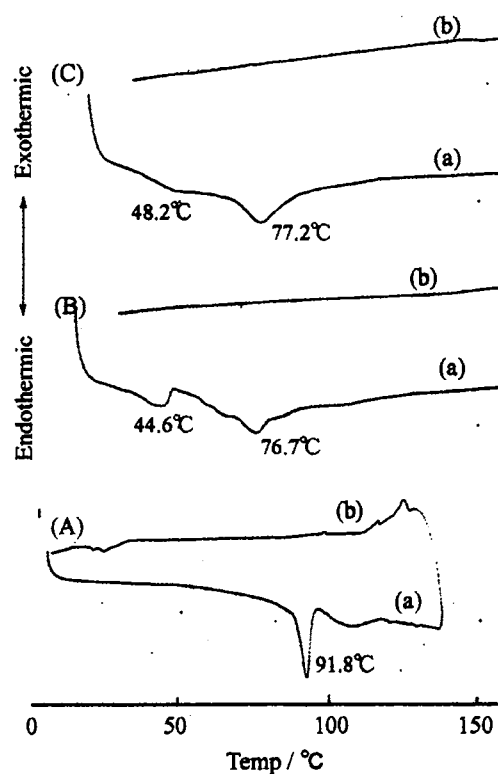 (b)
(C)
Exothermic
(a)
48.2℃
77.2℃
(b)
(B)
(a)
Endothermic
44.6℃
76.7℃
(A)
(b)
(a)
91.8℃
0 50 100 150
Temp / ℃